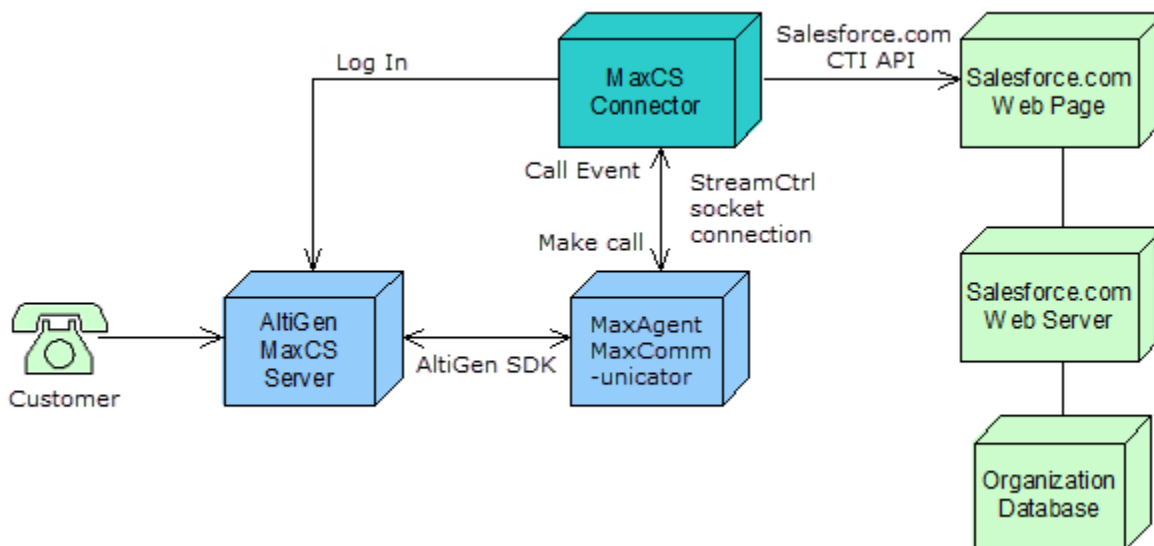 Log In
MaxCS
Connector
Salesforce.com
CTI API
Salesforce.com
Web Page
Call Event
StreamCtrl
socket
connection
Make call
Customer
AltiGen
MaxCS
Server
AltiGen SDK
MaxAgent
MaxComm
-unicator
Salesforce.com
Web Server
Organization
Database